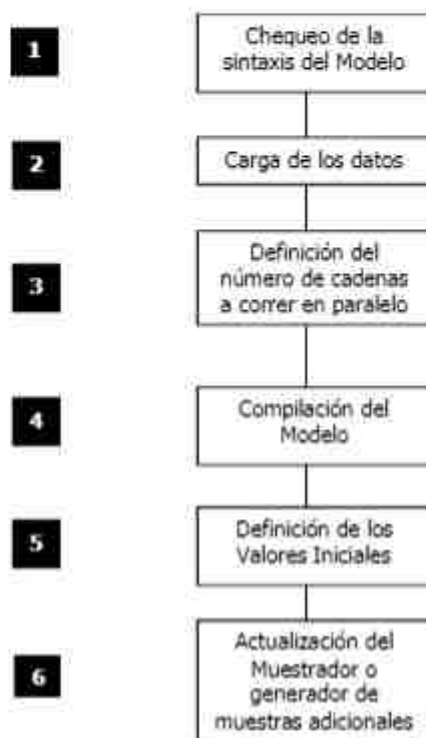 1
Chequeo de la
sintaxis del Modelo
2
Carga de los datos
3
Definición del
número de cadenas
a correr en paralelo
4
Compilación del
Modelo
5
Definición de los
Valores Iniciales
6
Actualización del
Muestrador o
generador de
muestras adicionales